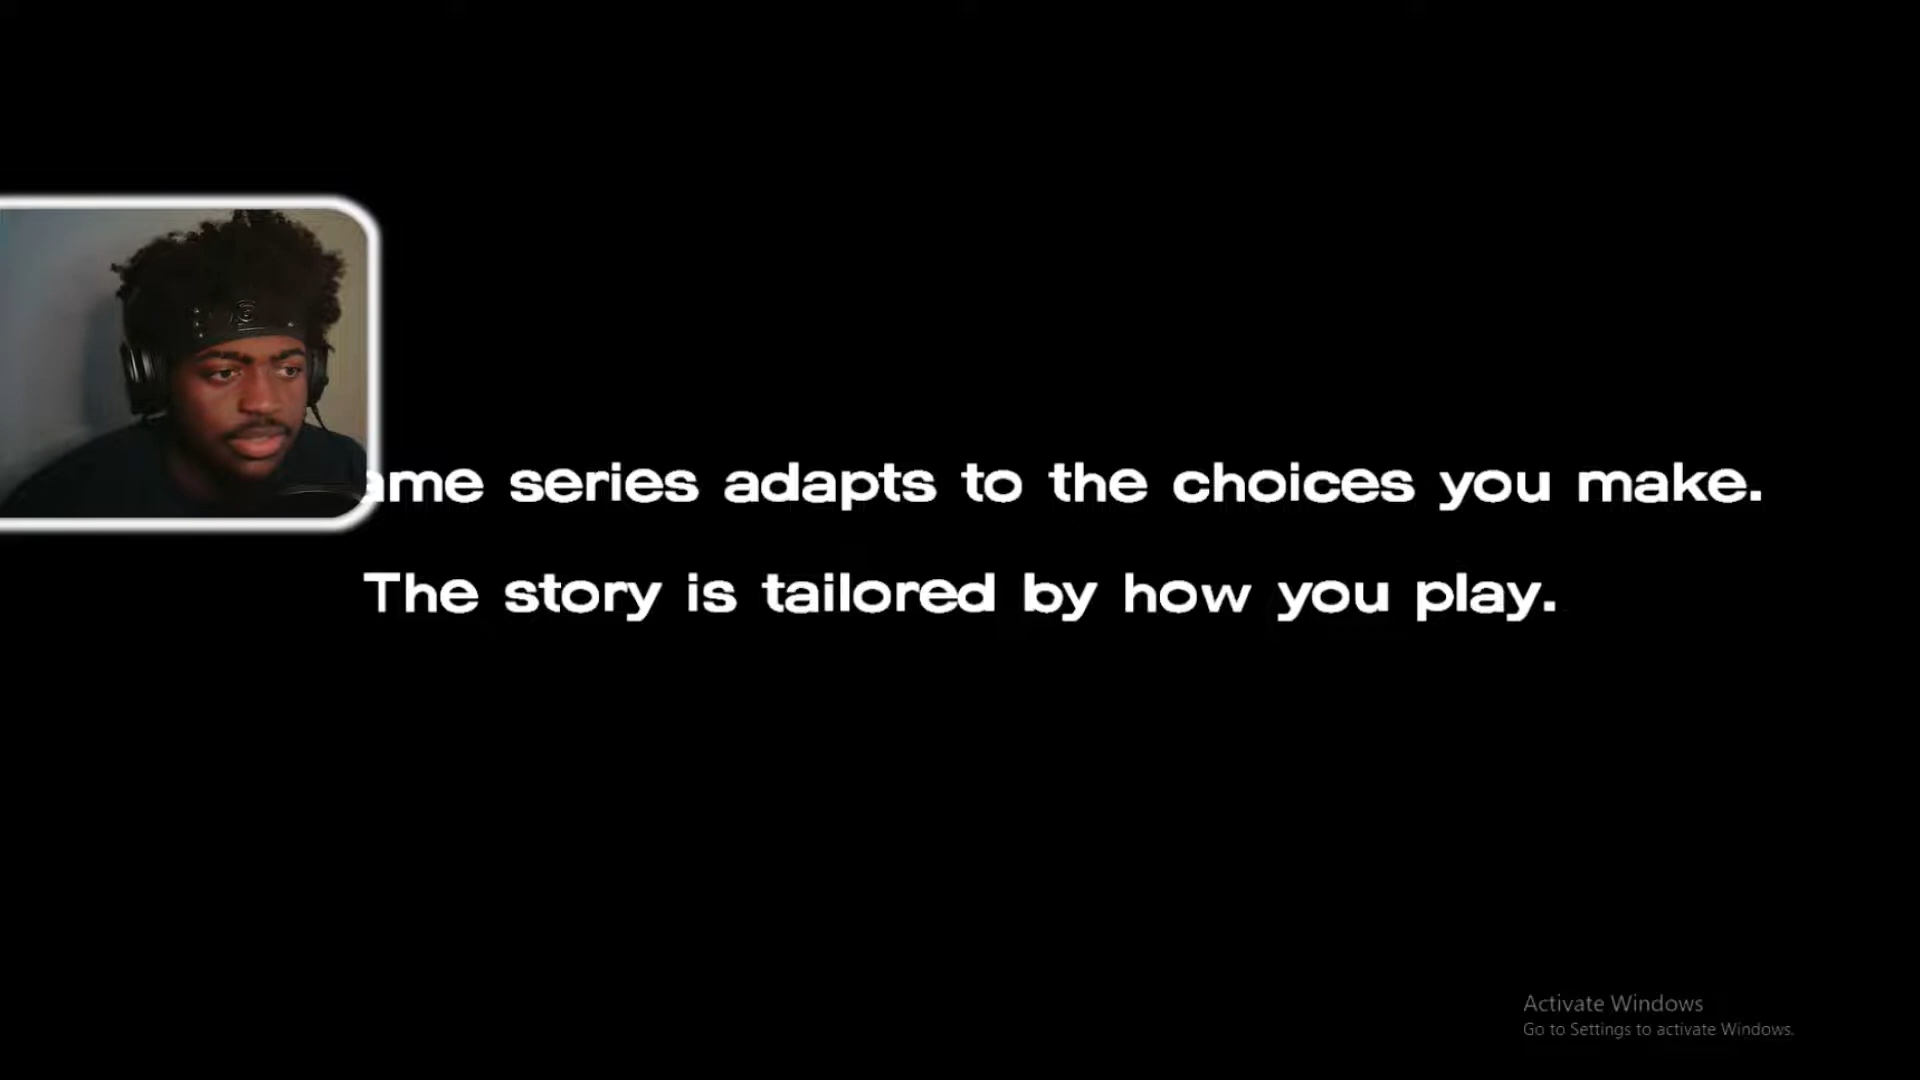 ame series adapts to the choices you make.
The story is tailored by how you play.
Activate Windows
Go to Settings to activate Windows.